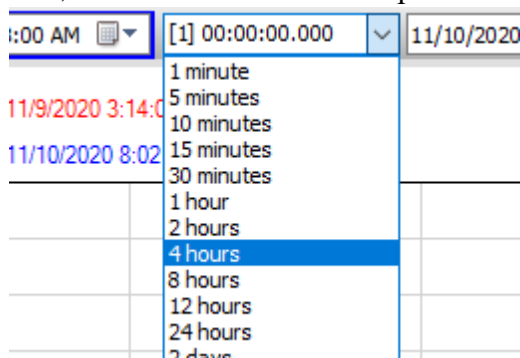 :00 AM [1] 00:00:00.000 11/10/2020
1 minute
11/9/2020 3:14:0
5 minutes
10 minutes
11/10/2020 8:02
15 minutes
30 minutes
1 hour
2 hours
4 hours
8 hours
12 hours
24 hours
2 days